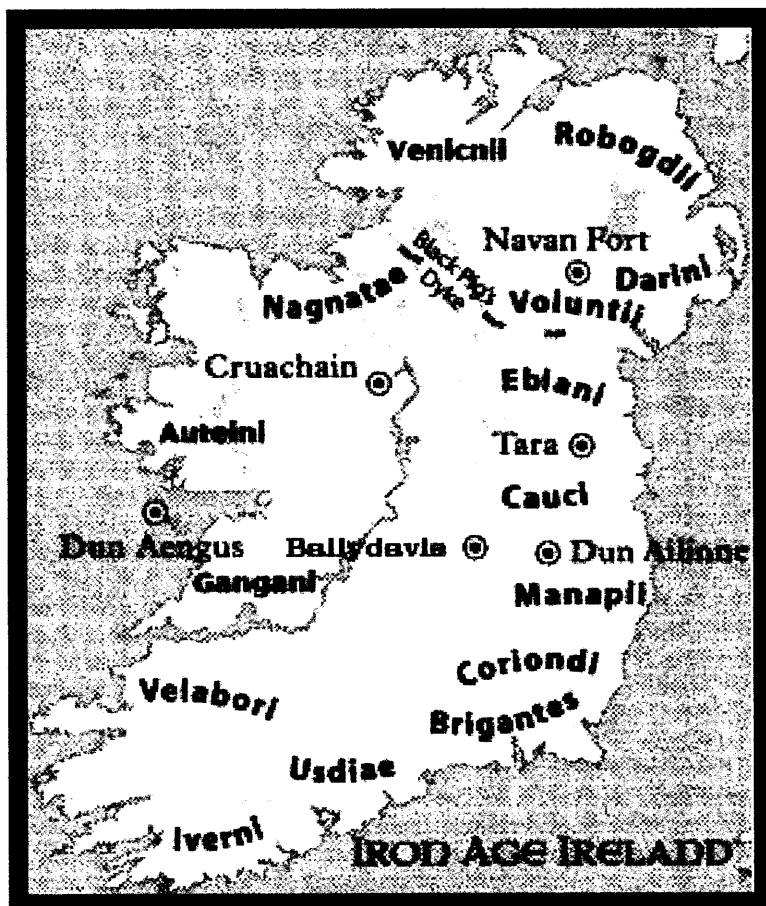 Venicnii
Robogdii
Navan Fort
Darini
Black Pig's
Dyke
Voluntii
Nagnatae
Cruachain
Eblani
Auteini
Tara
Cauci
Dun Aengus
Ballydavis
Dun Ailinne
Gangani
Manapii
Coriondi
Velabori
Brigantes
Usdiae
Iverni
IRON AGE IRELAND